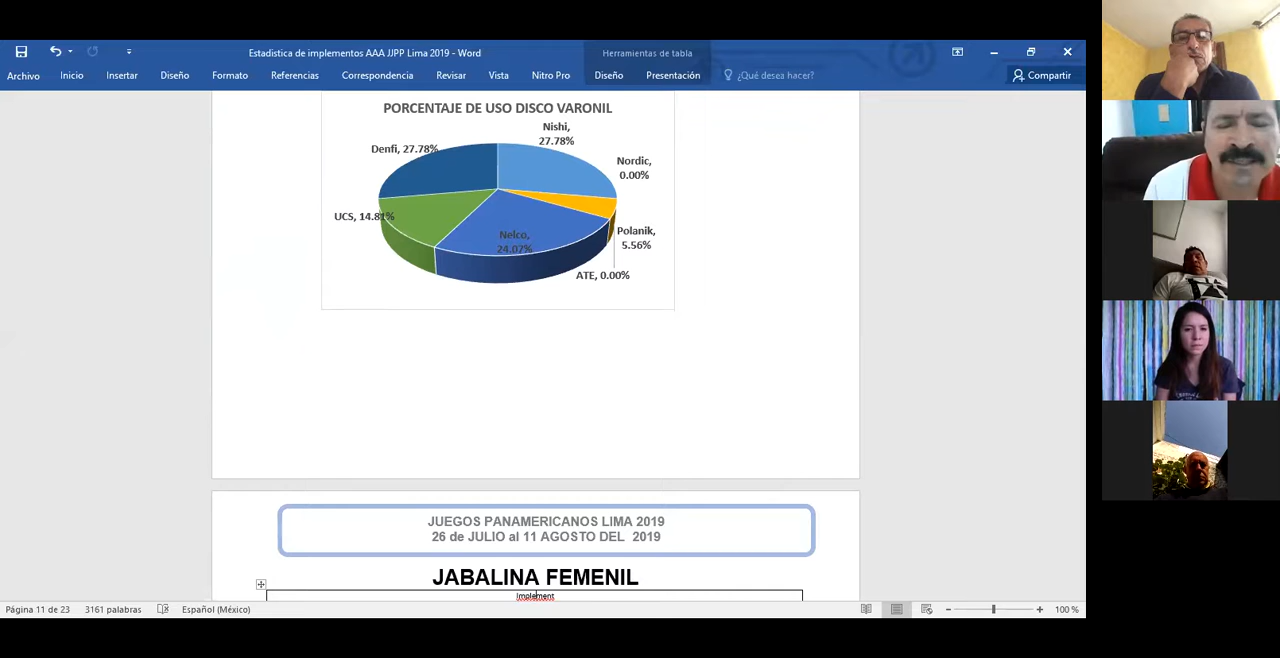 Estadistica de implementos AAA JJPP Lima 2019 - Word
Herramientas de tabla
Archivo Inicio Insertar Diseño Formato Referencias Correspondencia Revisar Vista Nitro Pro Diseño Presentación ¿Qué desea hacer? Compartir
PORCENTAJE DE USO DISCO VARONIL
Nishi,
27.78%
Denfi, 27.78%
Nordic,
0.00%
UCS, 14.81%
Nelco,
24.07%
Polanik,
5.56%
ATE, 0.00%
JUEGOS PANAMERICANOS LIMA 2019
26 de JULIO al 11 AGOSTO DEL 2019
JABALINA FEMENIL
Implement
Página 11 de 23 3161 palabras Español (México) 100 %